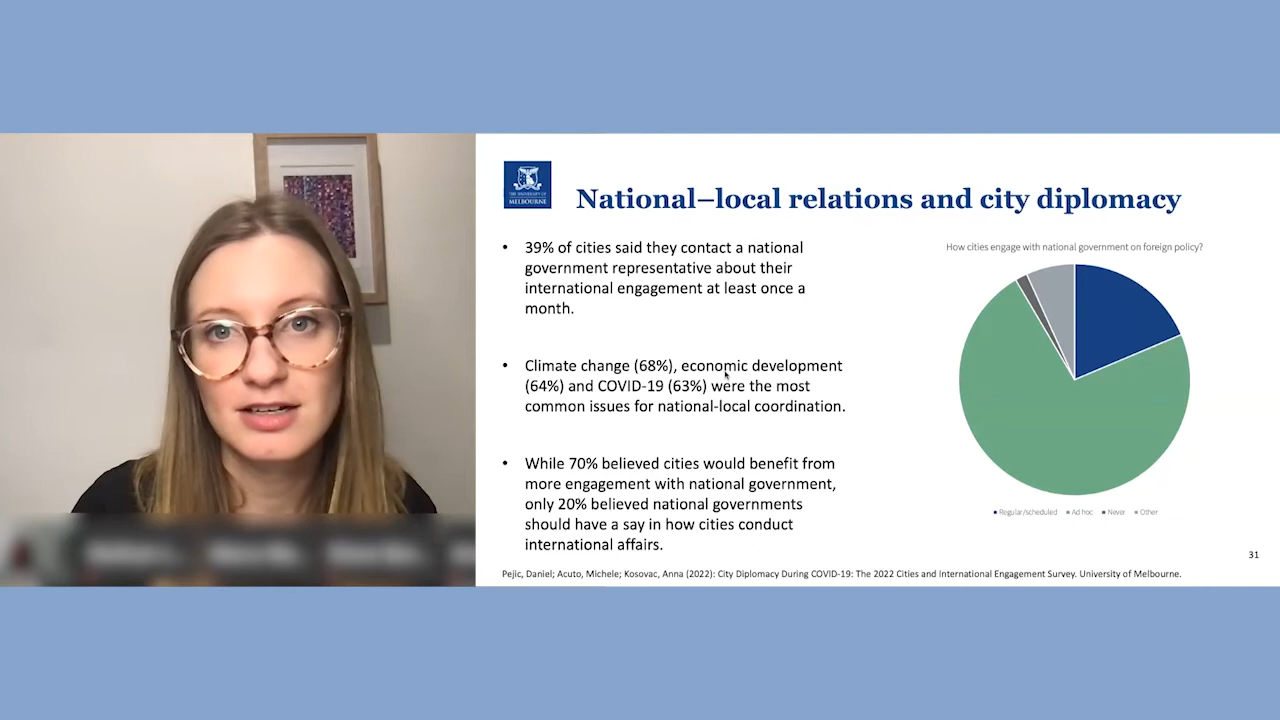 THE UNIVERSITY OF
MELBOURNE
National–local relations and city diplomacy
• 39% of cities said they contact a national
government representative about their
international engagement at least once a
month.
• Climate change (68%), economic development
(64%) and COVID-19 (63%) were the most
common issues for national-local coordination.
• While 70% believed cities would benefit from
more engagement with national government,
only 20% believed national governments
should have a say in how cities conduct
international affairs.
How cities engage with national government on foreign policy?
Regular/scheduled Ad hoc Never Other
31
Pejic, Daniel; Acuto, Michele; Kosovac, Anna (2022): City Diplomacy During COVID-19: The 2022 Cities and International Engagement Survey. University of Melbourne.